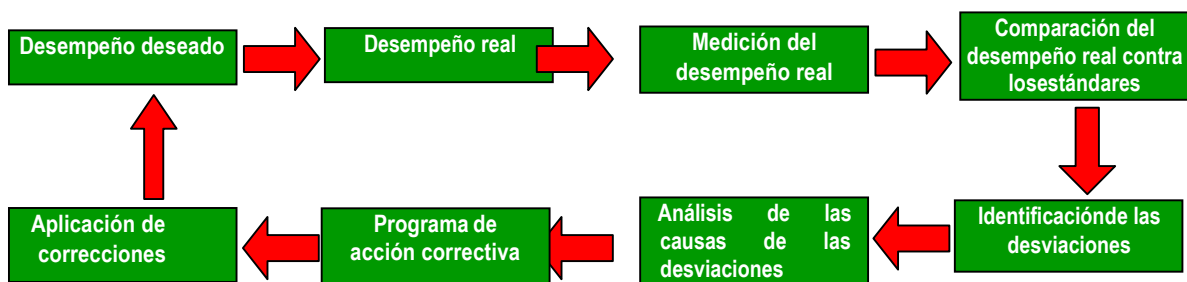 Desempeño deseado
Desempeño real
Medición del
desempeño real
Comparación del
desempeño real contra
losestándares
Identificaciónde las
desviaciones
Análisis de las
causas de las
desviaciones
Programa de
acción correctiva
Aplicación de
correcciones